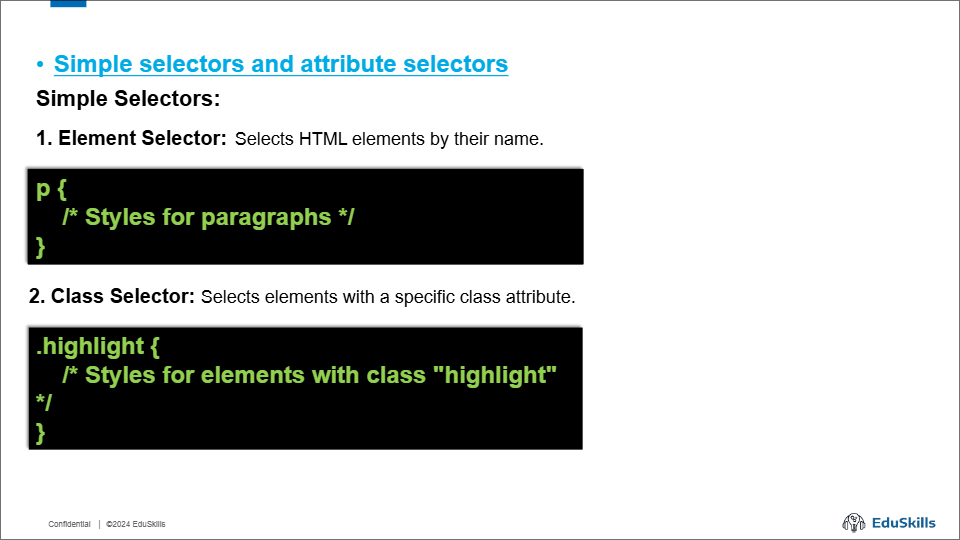 • Simple selectors and attribute selectors
Simple Selectors:
1. Element Selector: Selects HTML elements by their name.
p {
    /* Styles for paragraphs */
}
2. Class Selector: Selects elements with a specific class attribute.
.highlight {
    /* Styles for elements with class "highlight"
*/
}
Confidential | ©2024 EduSkills
EduSkills